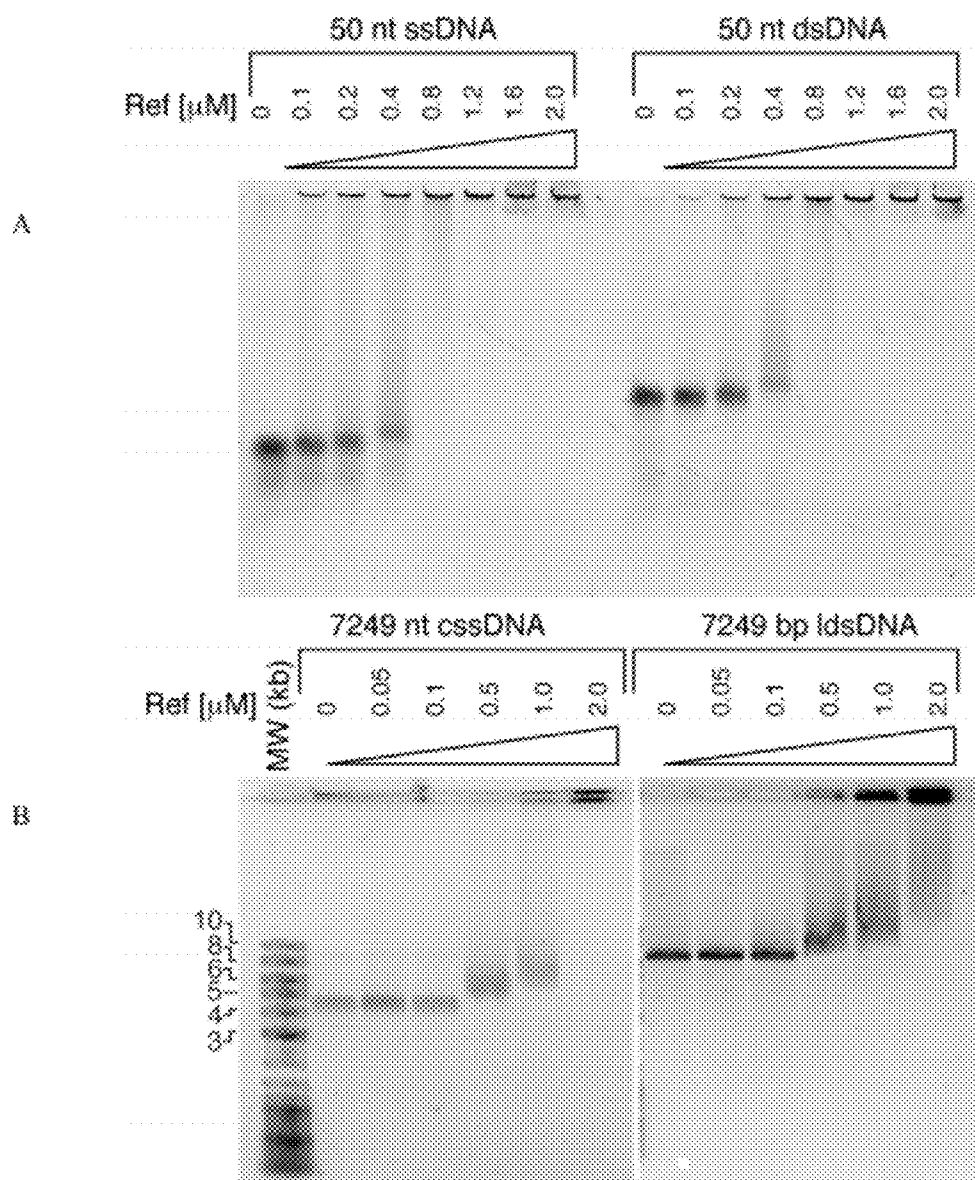 50 nt ssDNA 50 nt dsDNA
Ref [μM] 0 0.1 0.2 0.4 0.8 1.2 1.6 2.0 0 0.1 0.2 0.4 0.8 1.2 1.6 2.0
A
7249 nt cssDNA 7249 bp ldsDNA
MW (kb)
Ref [μM] 0 0.05 0.1 0.5 1.0 2.0 0 0.05 0.1 0.5 1.0 2.0
B
10
8
6
5
4
3